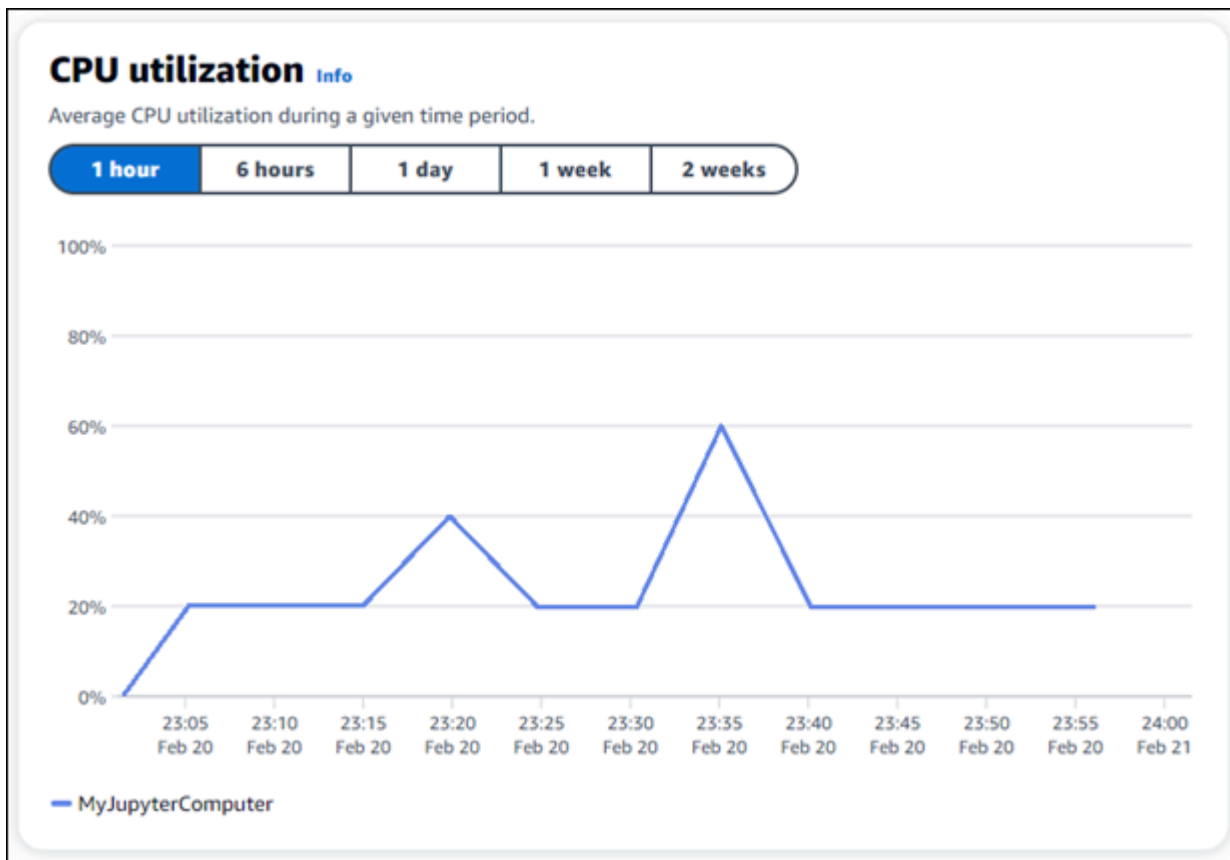 CPU utilization Info
Average CPU utilization during a given time period.
1 hour 6 hours 1 day 1 week 2 weeks
100%
80%
60%
40%
20%
0%
23:05 23:10 23:15 23:20 23:25 23:30 23:35 23:40 23:45 23:50 23:55 24:00
Feb 20 Feb 20 Feb 20 Feb 20 Feb 20 Feb 20 Feb 20 Feb 20 Feb 20 Feb 20 Feb 20 Feb 21
MyJupyterComputer